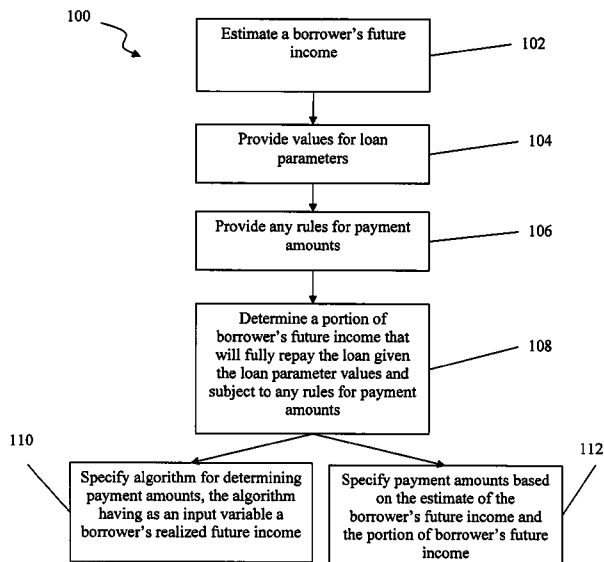 100
Estimate a borrower's future
income
102
Provide values for loan
parameters
104
Provide any rules for payment
amounts
106
Determine a portion of
borrower's future income that
will fully repay the loan given
the loan parameter values and
subject to any rules for payment
amounts
108
110
Specify algorithm for determining
payment amounts, the algorithm
having as an input variable a
borrower's realized future income
Specify payment amounts based
on the estimate of the
borrower's future income and
the portion of borrower's future
income
112